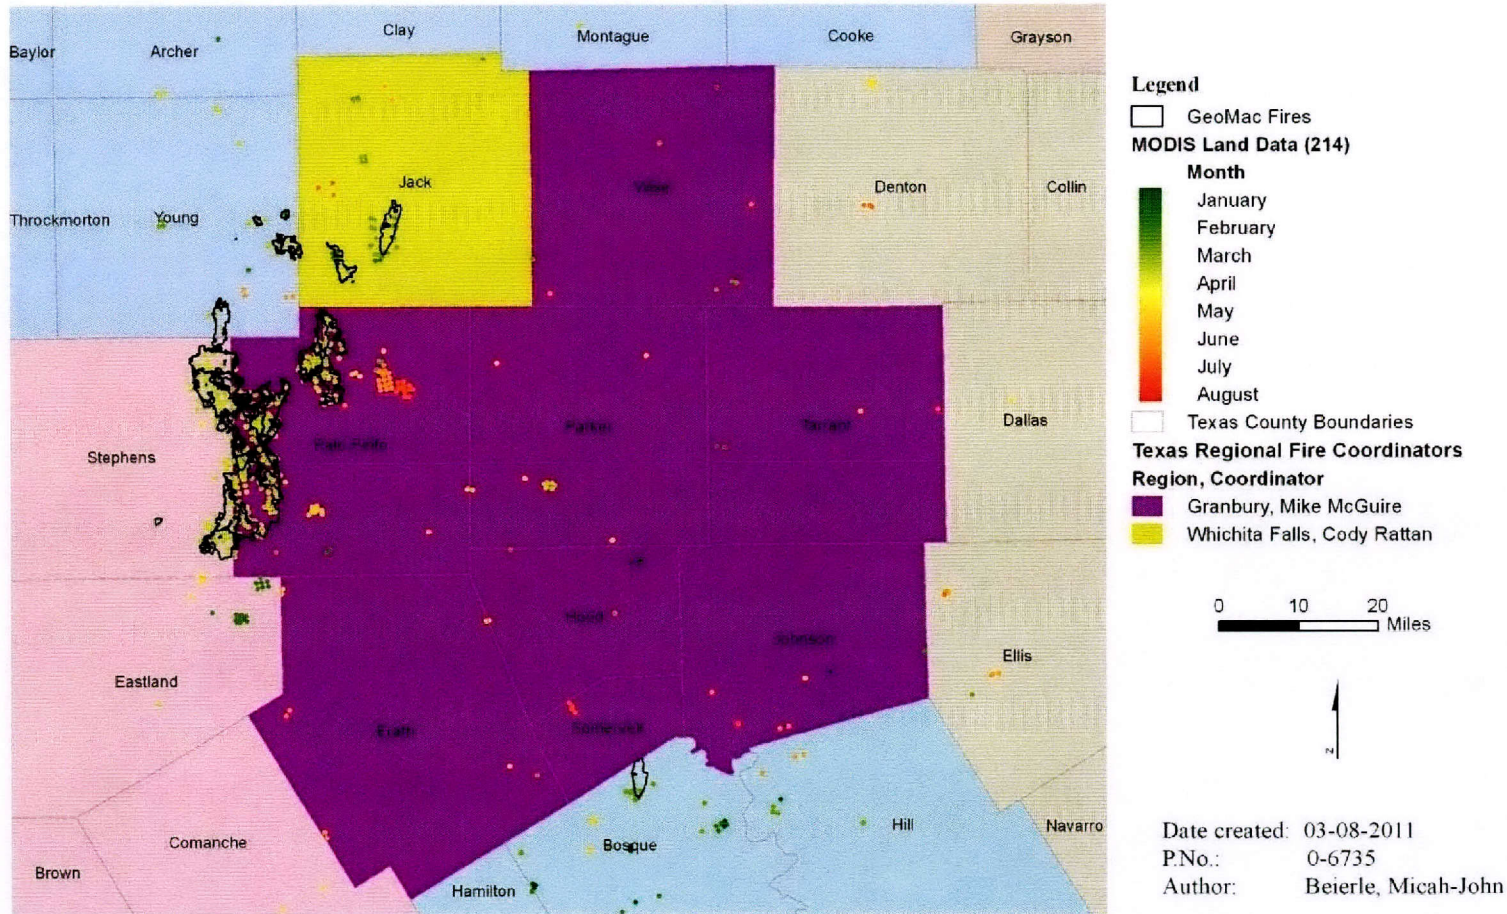 Clay
Montague
Cooke
Grayson
Baylor
Archer
Jack
Wise
Denton
Collin
Throckmorton
Young
Stephens
Palo Pinto
Parker
Tarrant
Dallas
Hood
Johnson
Ellis
Eastland
Erath
Somervell
Comanche
Bosque
Hill
Navarro
Brown
Hamilton
Legend
GeoMac Fires
MODIS Land Data (214)
Month
January
February
March
April
May
June
July
August
Texas County Boundaries
Texas Regional Fire Coordinators
Region, Coordinator
Granbury, Mike McGuire
Whichita Falls, Cody Rattan
0 10 20
Miles
z
Date created: 03-08-2011
P.No.: 0-6735
Author: Beierle, Micah-John